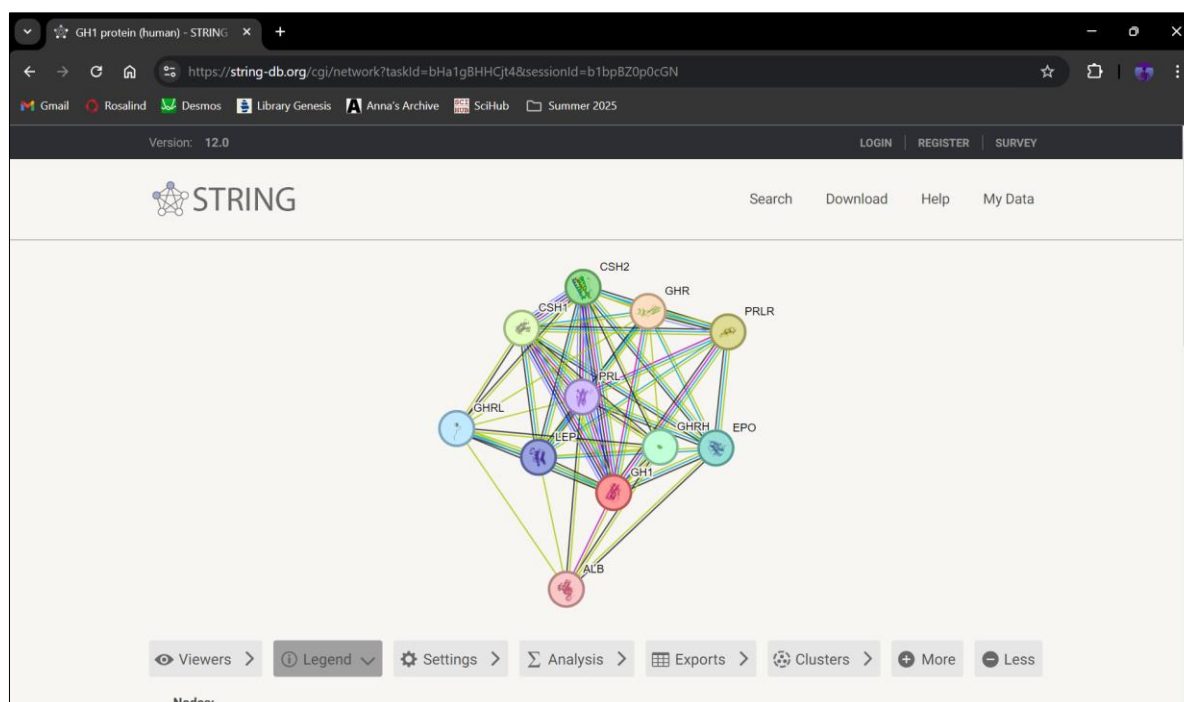 GH1 protein (human) - STRING
https://string-db.org/cgi/network?taskId=bHa1gBHHCjt4&sessionId=b1bpBZ0p0cGN
Gmail Rosalind Desmos Library Genesis Anna's Archive SciHub Summer 2025
Version: 12.0 LOGIN REGISTER SURVEY
STRING Search Download Help My Data
CSH2
GHR
CSH1
PRLR
PRL
GHRL
GHRH EPO
LEP
GH1
ALB
Viewers Legend Settings Analysis Exports Clusters More Less
Nodes: